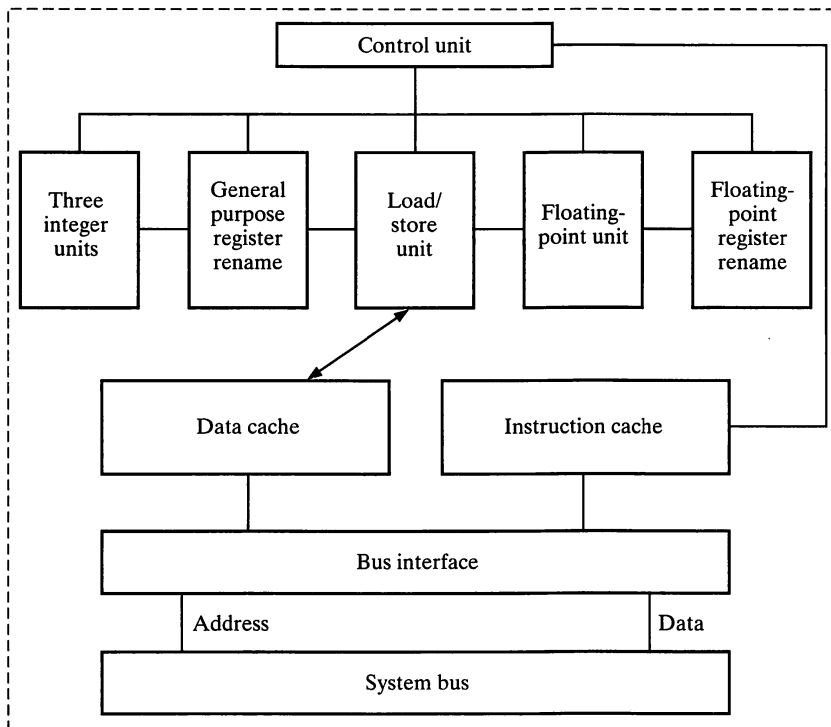 Control unit
Three
integer
units
General
purpose
register
rename
Load/
store
unit
Floating-
point unit
Floating-
point
register
rename
Data cache
Instruction cache
Bus interface
Address
Data
System bus